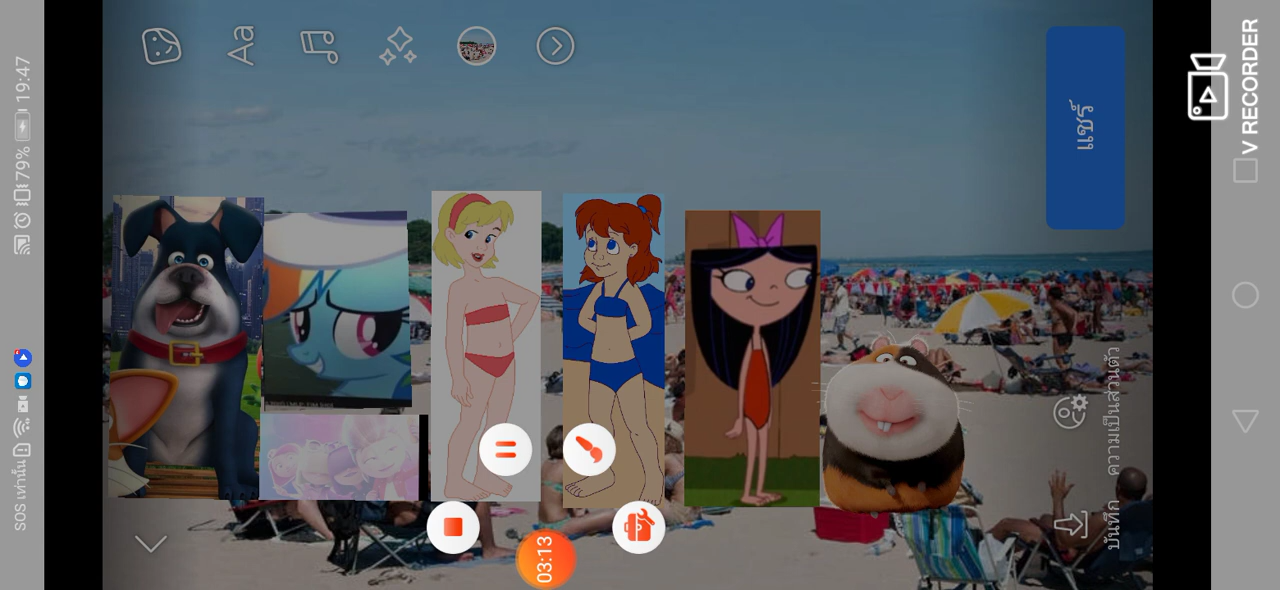 SOS เท่านั้น
79%
19:47
Aa
แชร์
ความเป็นส่วนตัว
บันทึก
03:13
V RECORDER